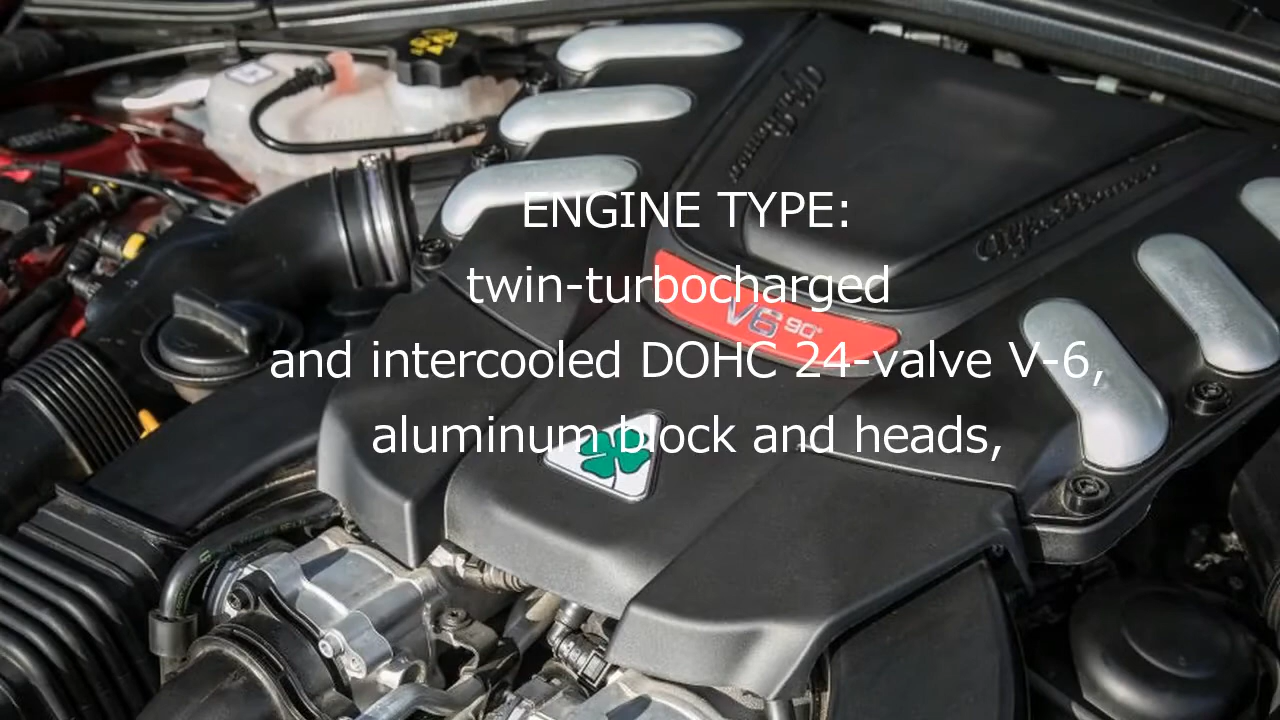 Alfa Romeo
Alfa Romeo
ENGINE TYPE:
twin-turbocharged
V6 90°
and intercooled DOHC 24-valve V-6,
aluminum block and heads,